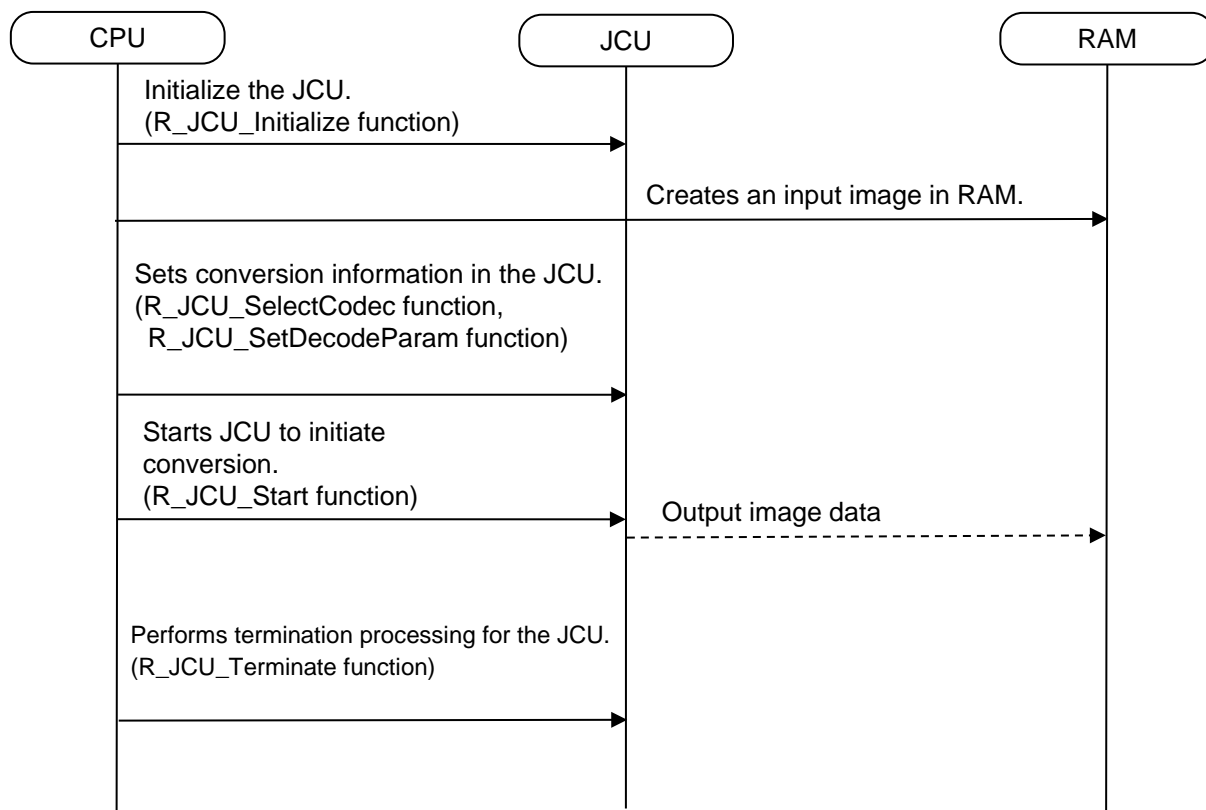 CPU
JCU
RAM
Initialize the JCU.
(R_JCU_Initialize function)
Creates an input image in RAM.
Sets conversion information in the JCU.
(R_JCU_SelectCodec function,
R_JCU_SetDecodeParam function)
Starts JCU to initiate
conversion.
(R_JCU_Start function)
Output image data
Performs termination processing for the JCU.
(R_JCU_Terminate function)